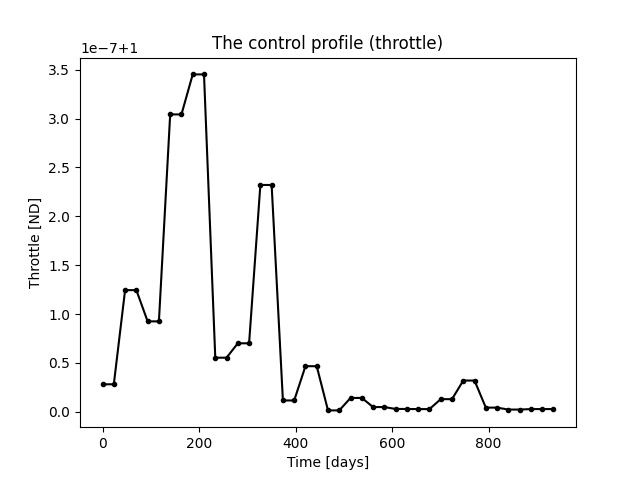 The control profile (throttle)
1e−7+1
3.5
3.0
2.5
2.0
1.5
1.0
0.5
0.0
Throttle [ND]
0 200 400 600 800
Time [days]